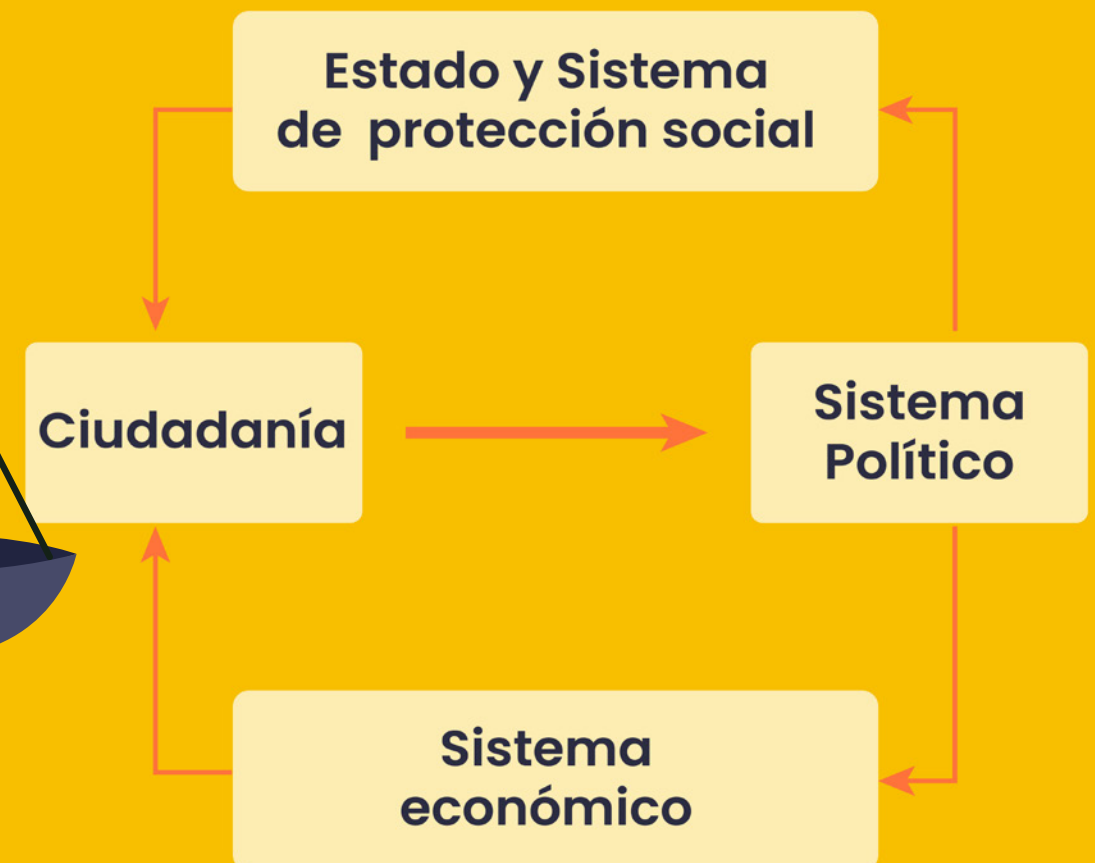 Estado y Sistema
de protección social
Ciudadanía
Sistema
Político
Sistema
económico